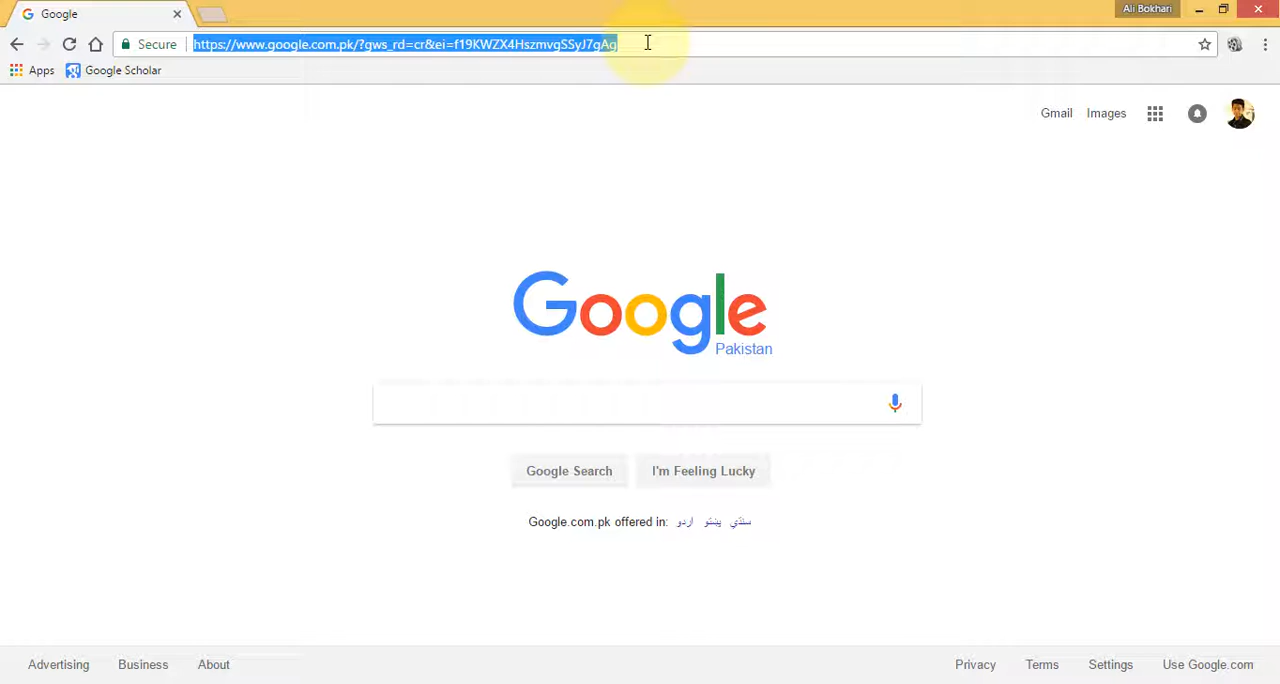 Google
Ali Bokhari
Secure
https://www.google.com.pk/?gws_rd=cr&ei=f19KWZX4HszmvgSSyJ7gAg
Apps
Google Scholar
Gmail
Images
Google
Pakistan
Google Search
I'm Feeling Lucky
Google.com.pk offered in: اردو پښتو سنڌي
Advertising
Business
About
Privacy
Terms
Settings
Use Google.com